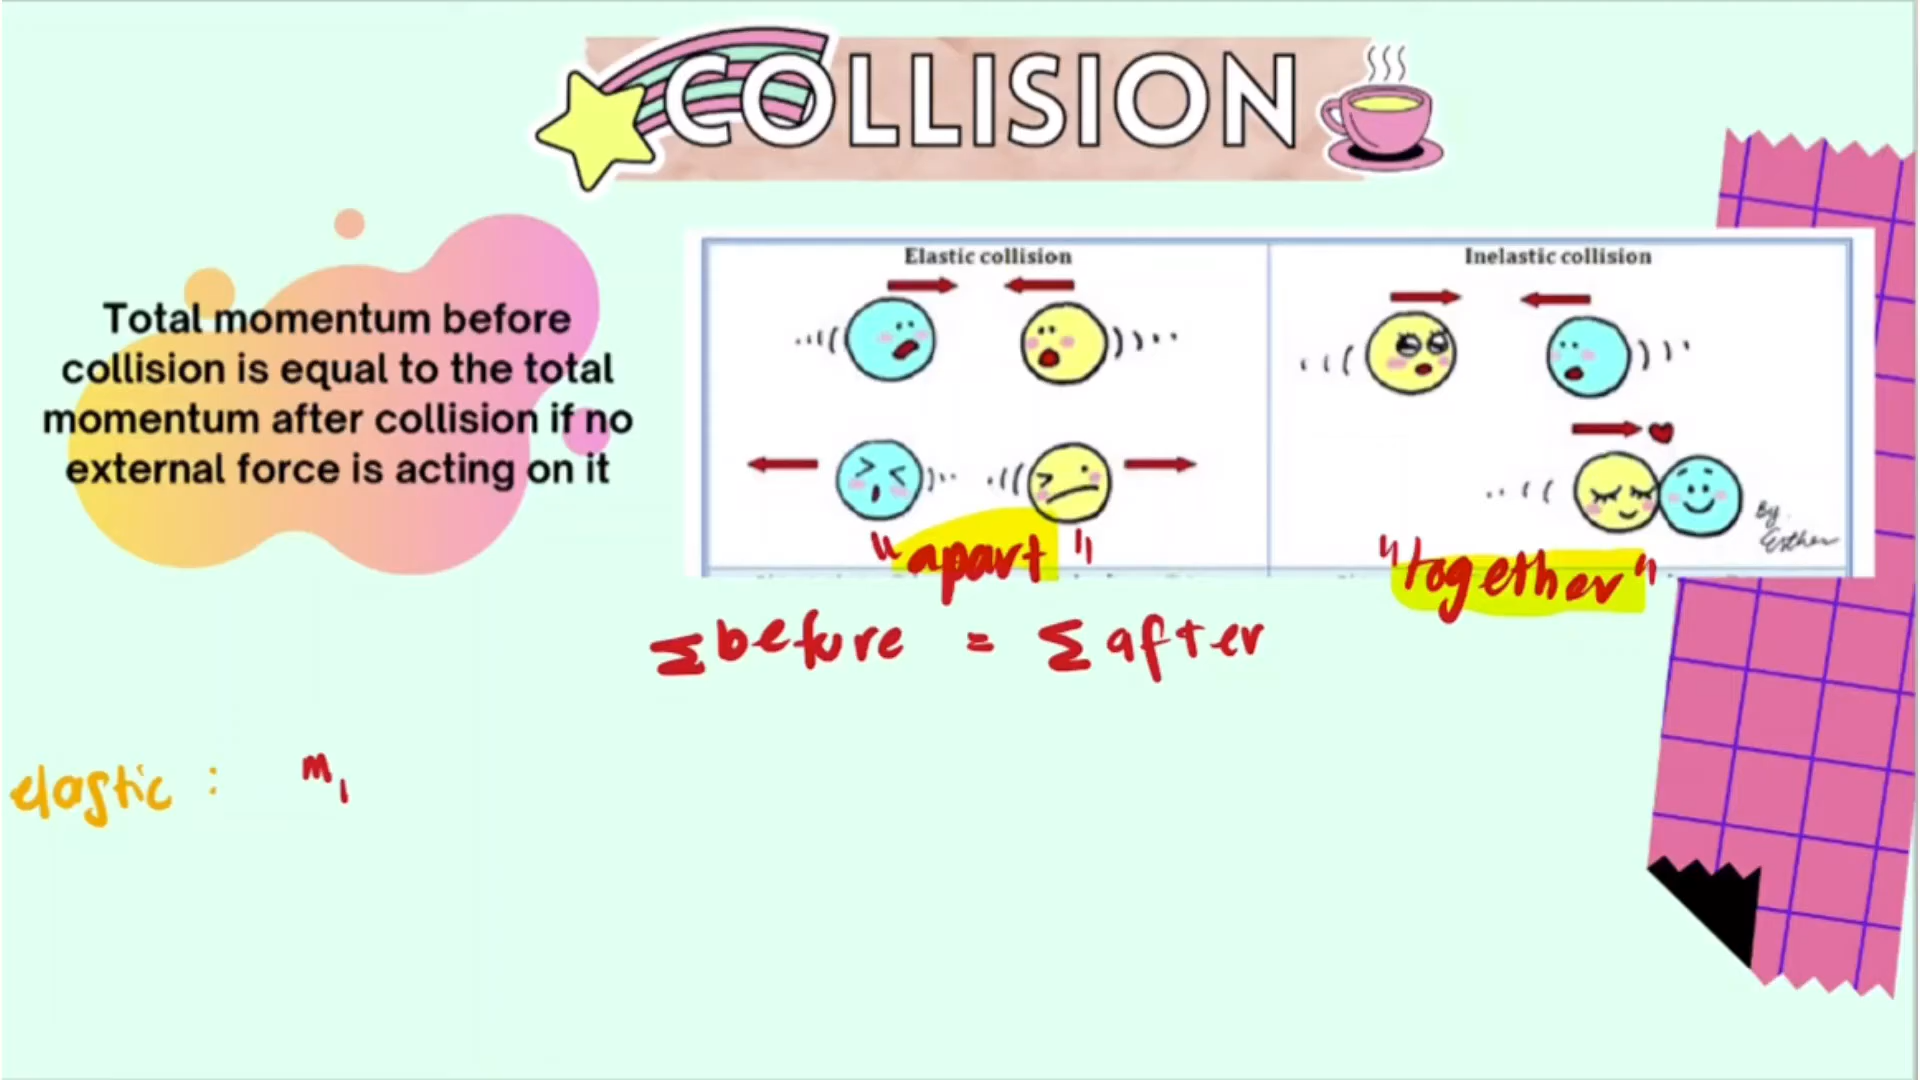 COLLISION
Total momentum before
collision is equal to the total
momentum after collision if no
external force is acting on it
Elastic collision
Inelastic collision
By.
Esther
"apart"
"together"
Σbefore = Σafter
elastic : m₁